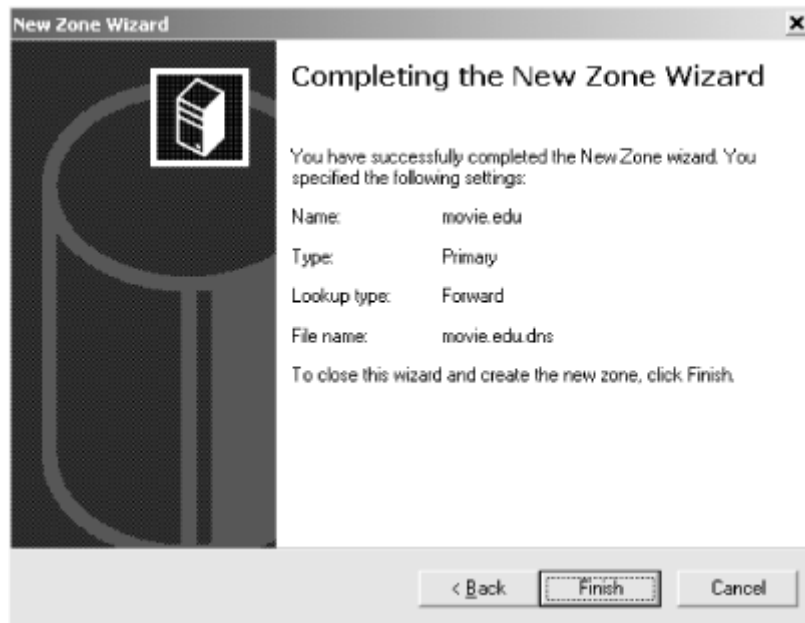 New Zone Wizard
Completing the New Zone Wizard
You have successfully completed the New Zone wizard. You
specified the following settings:
Name: movie.edu
Type: Primary
Lookup type: Forward
File name: movie.edu.dns
To close this wizard and create the new zone, click Finish.
< Back Finish Cancel